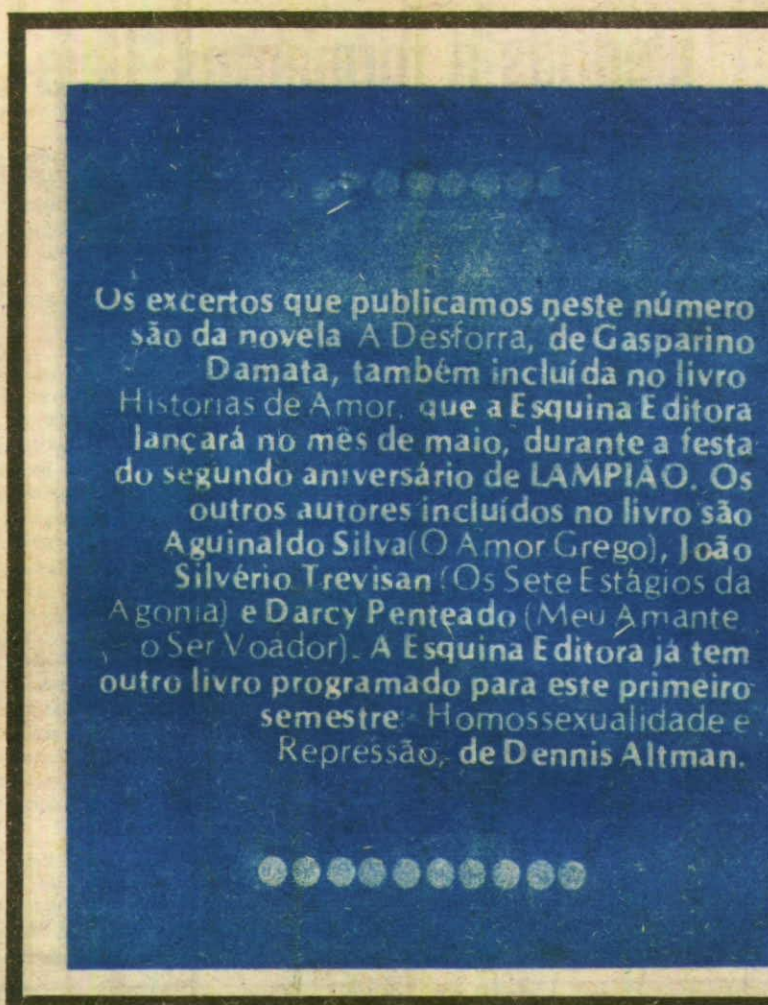 Os excertos que publicamos neste número
são da novela A Desforra, de Gasparino
Damata, também incluída no livro
Historias de Amor, que a Esquina Editora
lançará no mês de maio, durante a festa
do segundo aniversário de LAMPIÃO. Os
outros autores incluídos no livro são
Aguinaldo Silva(O Amor Grego), João
Silvério Trevisan (Os Sete Estágios da
Agonia) e Darcy Penteado (Meu Amante
o Ser Voador). A Esquina Editora já tem
outro livro programado para este primeiro
semestre: Homossexualidade e
Repressão, de Dennis Altman.